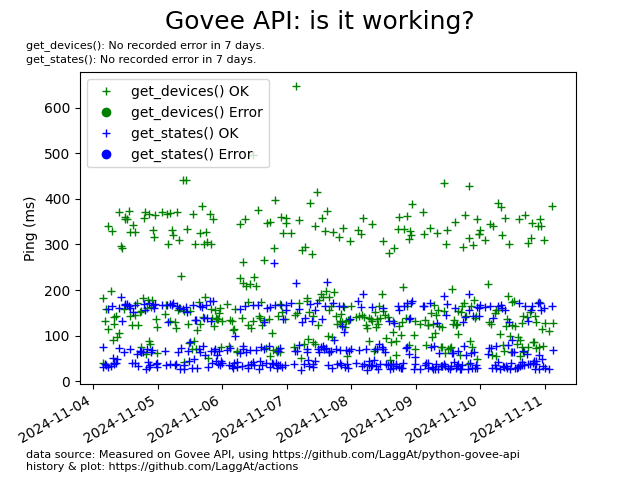 Govee API: is it working?
get_devices(): No recorded error in 7 days.
get_states(): No recorded error in 7 days.
get_devices() OK
get_devices() Error
get_states() OK
get_states() Error
Ping (ms)
600
500
400
300
200
100
0
2024-11-04
2024-11-05
2024-11-06
2024-11-07
2024-11-08
2024-11-09
2024-11-10
2024-11-11
data source: Measured on Govee API, using https://github.com/LaggAt/python-govee-api
history & plot: https://github.com/LaggAt/actions